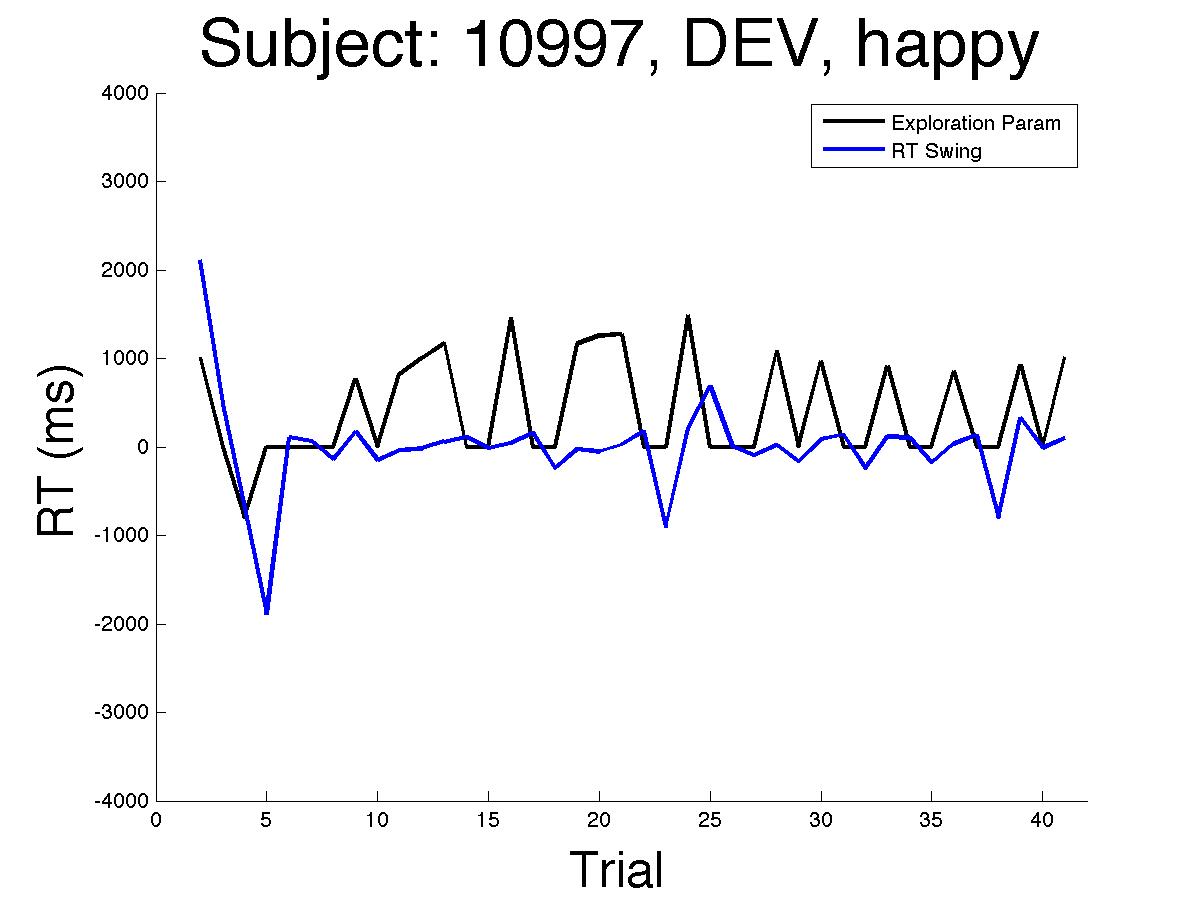 Subject: 10997, DEV, happy
Exploration Param
RT Swing
4000
3000
2000
1000
0
-1000
-2000
-3000
-4000
RT (ms)
0 5 10 15 20 25 30 35 40
Trial